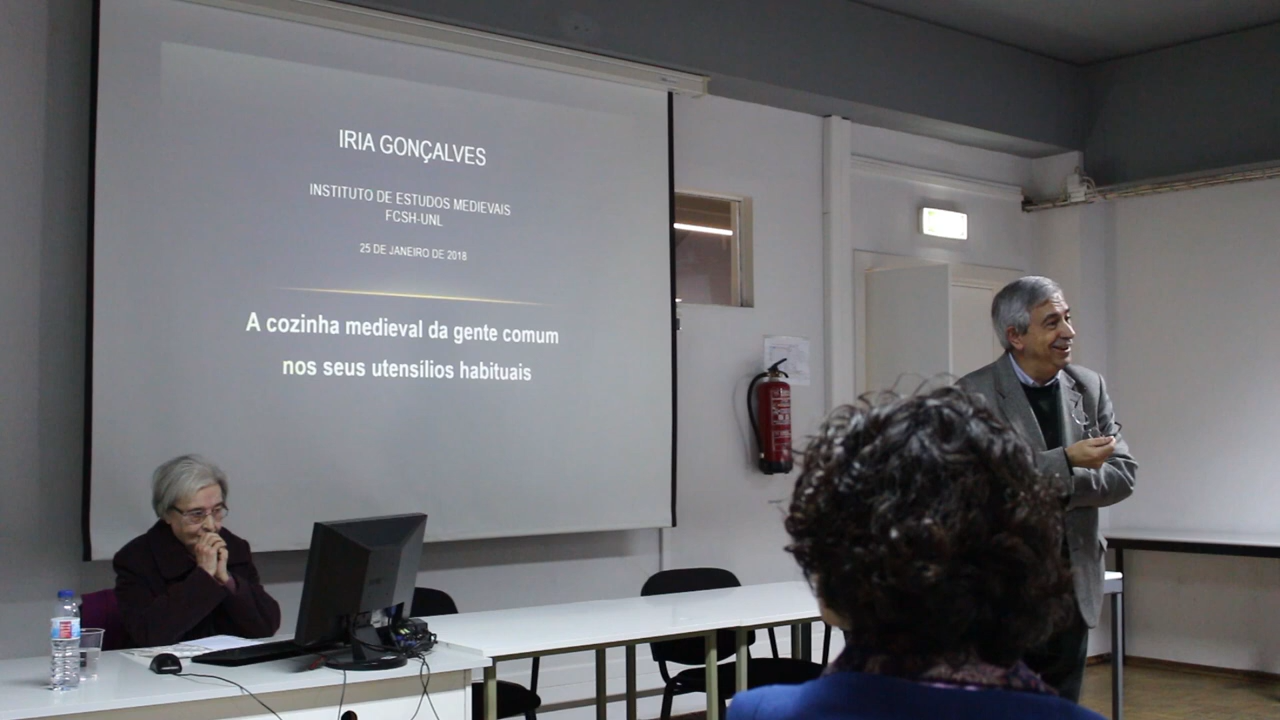 IRIA GONÇALVES
INSTITUTO DE ESTUDOS MEDIEVAIS
FCSH-UNL
25 DE JANEIRO DE 2018
A cozinha medieval da gente comum
nos seus utensílios habituais